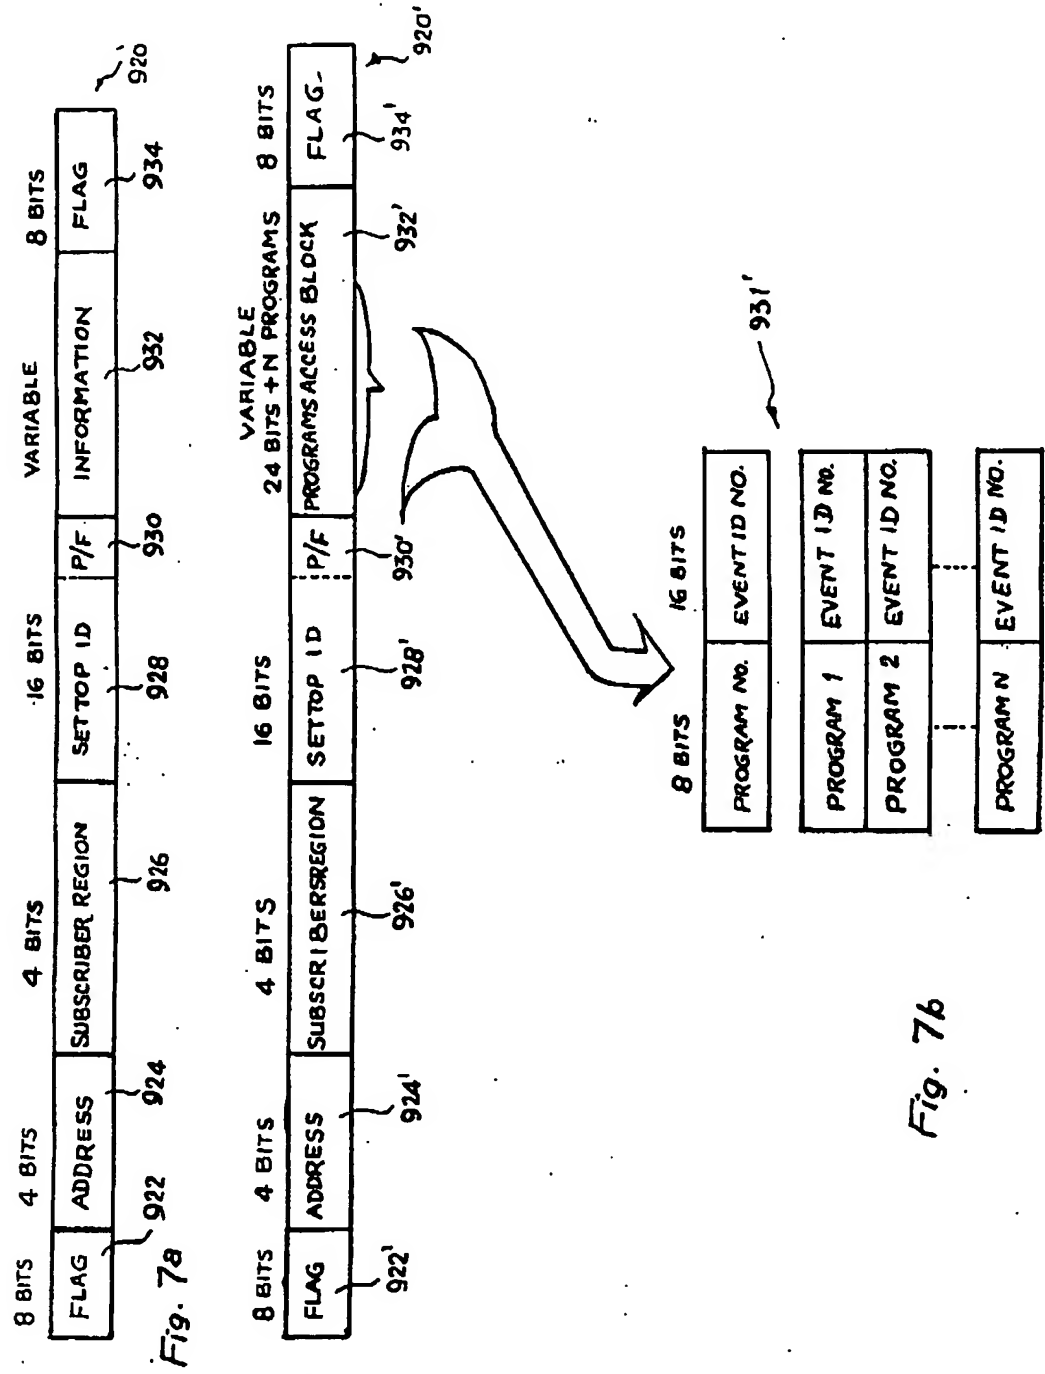 8 BITS 4 BITS 4 BITS 16 BITS VARIABLE 8 BITS
FLAG ADDRESS SUBSCRIBER REGION SETTOP ID P/F INFORMATION FLAG
922 924 926 928 930 932 934 920
Fig. 7a
VARIABLE
8 BITS 4 BITS 4 BITS 16 BITS 24 BITS + N PROGRAMS 8 BITS
FLAG ADDRESS SUBSCRIBERSREGION SETTOP ID P/F PROGRAMS ACCESS BLOCK FLAG
922' 924' 926' 928' 930' 932' 934' 920'
8 BITS 16 BITS
PROGRAM NO. EVENT ID NO.
931'
PROGRAM 1 EVENT ID NO.
PROGRAM 2 EVENT ID NO.
PROGRAM N EVENT ID NO.
Fig. 7b